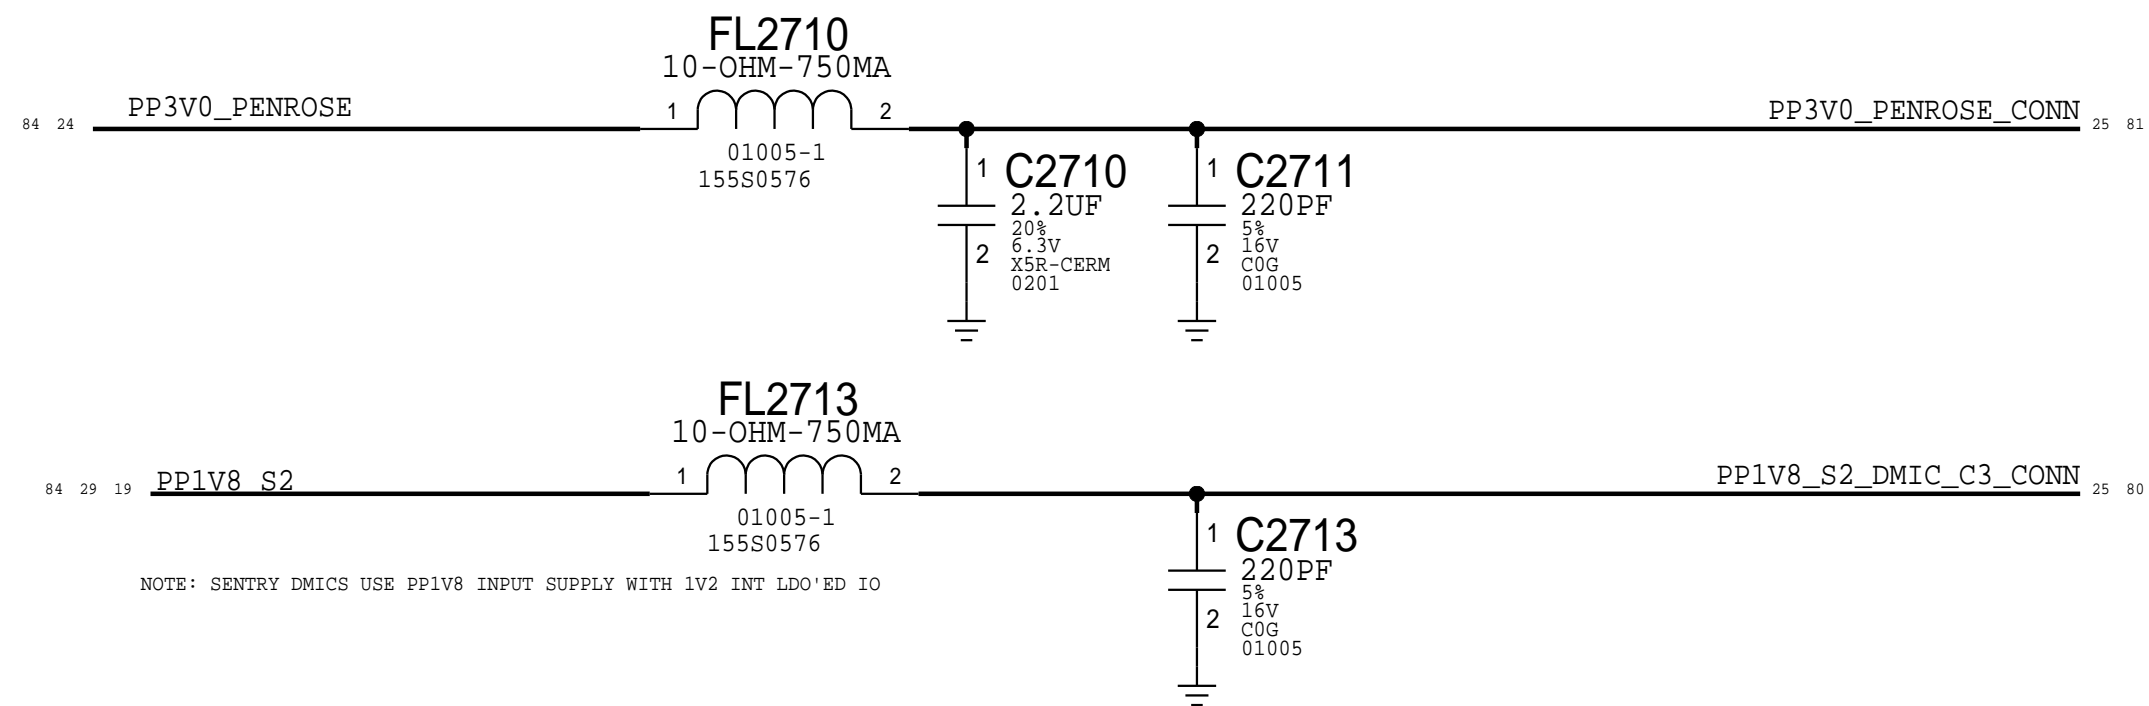 FL2710
10-OHM-750MA
84 24 PP3V0_PENROSE 1 2 PP3V0_PENROSE_CONN 25 81
01005-1
155S0576
1 C2710
2.2UF
20%
6.3V
2 X5R-CERM
0201
1 C2711
220PF
5%
16V
2 C0G
01005
FL2713
10-OHM-750MA
84 29 19 PP1V8_S2 1 2 PP1V8_S2_DMIC_C3_CONN 25 80
01005-1
155S0576
NOTE: SENTRY DMICS USE PP1V8 INPUT SUPPLY WITH 1V2 INT LDO'ED IO
1 C2713
220PF
5%
16V
2 C0G
01005